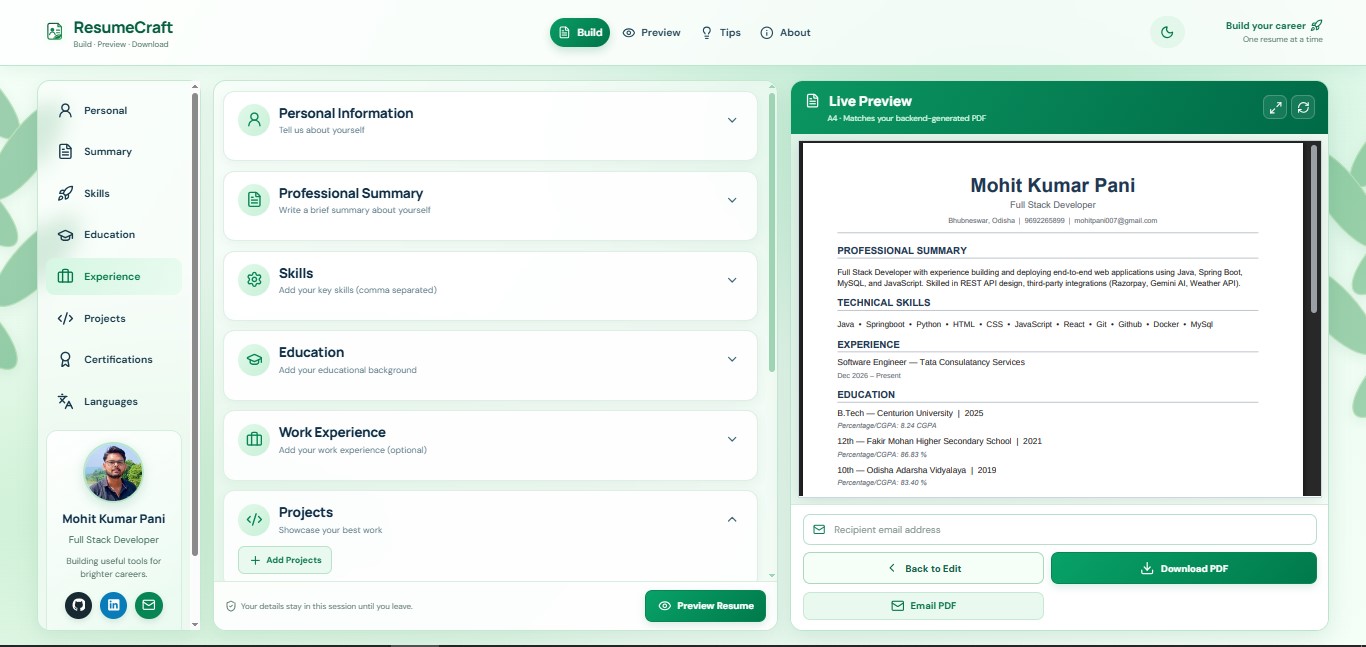 ResumeCraft
Build · Preview · Download
Build
Preview
Tips
About
Build your career
One resume at a time
Personal
Summary
Skills
Education
Experience
Projects
Certifications
Languages
Mohit Kumar Pani
Full Stack Developer
Building useful tools for
brighter careers.
Personal Information
Tell us about yourself
Professional Summary
Write a brief summary about yourself
Skills
Add your key skills (comma separated)
Education
Add your educational background
Work Experience
Add your work experience (optional)
Projects
Showcase your best work
+ Add Projects
Your details stay in this session until you leave.
Preview Resume
Live Preview
A4 · Matches your backend-generated PDF
Mohit Kumar Pani
Full Stack Developer
Bhubneswar, Odisha | 9692265899 | mohitpani007@gmail.com
PROFESSIONAL SUMMARY
Full Stack Developer with experience building and deploying end-to-end web applications using Java, Spring Boot,
MySQL, and JavaScript. Skilled in REST API design, third-party integrations (Razorpay, Gemini AI, Weather API).
TECHNICAL SKILLS
Java • Springboot • Python • HTML • CSS • JavaScript • React • Git • Github • Docker • MySql
EXPERIENCE
Software Engineer — Tata Consulatancy Services
Dec 2026 – Present
EDUCATION
B.Tech — Centurion University | 2025
Percentage/CGPA: 8.24 CGPA
12th — Fakir Mohan Higher Secondary School | 2021
Percentage/CGPA: 86.83 %
10th — Odisha Adarsha Vidyalaya | 2019
Percentage/CGPA: 83.40 %
Recipient email address
Back to Edit
Download PDF
Email PDF